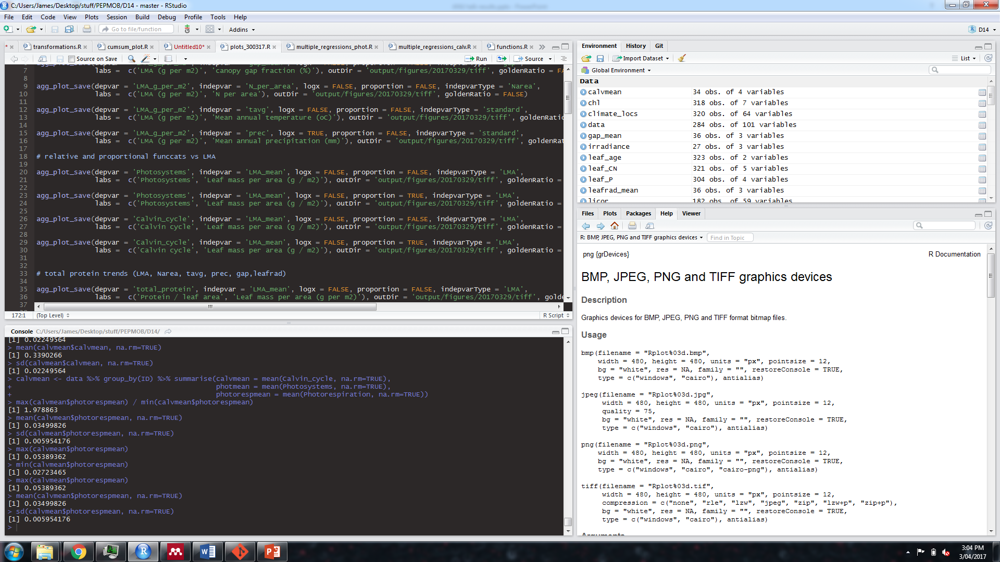 C:/Users/James/Desktop/stuff/PEPMOB/D14 - master - RStudio
File Edit Code View Plots Session Build Debug Profile Tools Help
Go to file/function Addins D14
transformations.R cumsum_plot.R Untitled10* plots_300317.R multiple_regressions_phot.R multiple_regressions_calv.R functions.R
Source on Save Run Source
7 labs = c('LMA (g per m2)', 'canopy gap fraction (%)'), outDir = 'output/figures/20170329/tiff', goldenRatio = FA
8
9 agg_plot_save(depvar = 'LMA_g_per_m2', indepvar = 'N_per_area', logx = FALSE, proportion = FALSE, indepvarType = 'Narea',
10 labs = c('LMA (g per m2)', 'N per area'), outDir = 'output/figures/20170329/tiff', goldenRatio = FALSE)
11
12 agg_plot_save(depvar = 'LMA_g_per_m2', indepvar = 'tavg', logx = FALSE, proportion = FALSE, indepvarType = 'standard',
13 labs = c('LMA (g per m2)', 'Mean annual temperature (oC)'), outDir = 'output/figures/20170329/tiff', goldenRatio
14
15 agg_plot_save(depvar = 'LMA_g_per_m2', indepvar = 'prec', logx = TRUE, proportion = FALSE, indepvarType = 'standard',
16 labs = c('LMA (g per m2)', 'Mean annual precipitation (mm)'), outDir = 'output/figures/20170329/tiff', goldenRat
17
18 # relative and proportional funccats vs LMA
19
20 agg_plot_save(depvar = 'Photosystems', indepvar = 'LMA_mean', logx = FALSE, proportion = FALSE, indepvarType = 'LMA',
21 labs = c('Photosystems', 'Leaf mass per area (g / m2)'), outDir = 'output/figures/20170329/tiff', goldenRatio =
22
23 agg_plot_save(depvar = 'Photosystems', indepvar = 'LMA_mean', logx = FALSE, proportion = TRUE, indepvarType = 'LMA',
24 labs = c('Photosystems', 'Leaf mass per area (g / m2)'), outDir = 'output/figures/20170329/tiff', goldenRatio =
25
26 agg_plot_save(depvar = 'Calvin_cycle', indepvar = 'LMA_mean', logx = FALSE, proportion = FALSE, indepvarType = 'LMA',
27 labs = c('Calvin cycle', 'Leaf mass per area (g / m2)'), outDir = 'output/figures/20170329/tiff', goldenRatio =
28
29 agg_plot_save(depvar = 'Calvin_cycle', indepvar = 'LMA_mean', logx = FALSE, proportion = TRUE, indepvarType = 'LMA',
30 labs = c('Calvin cycle', 'Leaf mass per area (g / m2)'), outDir = 'output/figures/20170329/tiff', goldenRatio =
31
32
33 # total protein trends (LMA, Narea, tavg, prec, gap,leafrad)
34
35 agg_plot_save(depvar = 'total_protein', indepvar = 'LMA_mean', logx = FALSE, proportion = FALSE, indepvarType = 'LMA',
36 labs = c('Protein / leaf area', 'Leaf mass per area (g per m2)'), outDir = 'output/figures/20170329/tiff', golde
37
172:1 (Top Level) R Script
Console C:/Users/James/Desktop/stuff/PEPMOB/D14/
[1] 0.02249564
> mean(calvmean$calvmean, na.rm=TRUE)
[1] 0.3390266
> sd(calvmean$calvmean, na.rm=TRUE)
[1] 0.02249564
> calvmean <- data %>% group_by(ID) %>% summarise(calvmean = mean(Calvin_cycle, na.rm=TRUE),
+ photmean = mean(Photosystems, na.rm=TRUE),
+ photorespmean = mean(Photorespiration, na.rm=TRUE))
> max(calvmean$photorespmean) / min(calvmean$photorespmean)
[1] 1.978863
> mean(calvmean$photorespmean, na.rm=TRUE)
[1] 0.03499826
> sd(calvmean$photorespmean, na.rm=TRUE)
[1] 0.005954176
> max(calvmean$photorespmean)
[1] 0.05389362
> min(calvmean$photorespmean)
[1] 0.02723465
> max(calvmean$photorespmean)
[1] 0.05389362
> mean(calvmean$photorespmean, na.rm=TRUE)
[1] 0.03499826
> sd(calvmean$photorespmean, na.rm=TRUE)
[1] 0.005954176
>
Environment History Git
Import Dataset List
Global Environment
Data
calvmean 34 obs. of 4 variables
chl 318 obs. of 7 variables
climate_locs 320 obs. of 64 variables
data 284 obs. of 101 variables
gap_mean 36 obs. of 3 variables
irradiance 27 obs. of 3 variables
leaf_age 323 obs. of 2 variables
leaf_CN 321 obs. of 5 variables
leaf_P 304 obs. of 4 variables
leafrad_mean 36 obs. of 3 variables
licor 182 obs. of 59 variables
Files Plots Packages Help Viewer
R: BMP, JPEG, PNG and TIFF graphics devices Find in Topic
png {grDevices} R Documentation
BMP, JPEG, PNG and TIFF graphics devices
Description
Graphics devices for BMP, JPEG, PNG and TIFF format bitmap files.
Usage
bmp(filename = "Rplot%03d.bmp",
width = 480, height = 480, units = "px", pointsize = 12,
bg = "white", res = NA, family = "", restoreConsole = TRUE,
type = c("windows", "cairo"), antialias)
jpeg(filename = "Rplot%03d.jpg",
width = 480, height = 480, units = "px", pointsize = 12,
quality = 75,
bg = "white", res = NA, family = "", restoreConsole = TRUE,
type = c("windows", "cairo"), antialias)
png(filename = "Rplot%03d.png",
width = 480, height = 480, units = "px", pointsize = 12,
bg = "white", res = NA, family = "", restoreConsole = TRUE,
type = c("windows", "cairo", "cairo-png"), antialias)
tiff(filename = "Rplot%03d.tif",
width = 480, height = 480, units = "px", pointsize = 12,
compression = c("none", "rle", "lzw", "jpeg", "zip", "lzw+p", "zip+p"),
bg = "white", res = NA, family = "", restoreConsole = TRUE,
type = c("windows", "cairo"), antialias)
Arguments
3:04 PM
3/04/2017